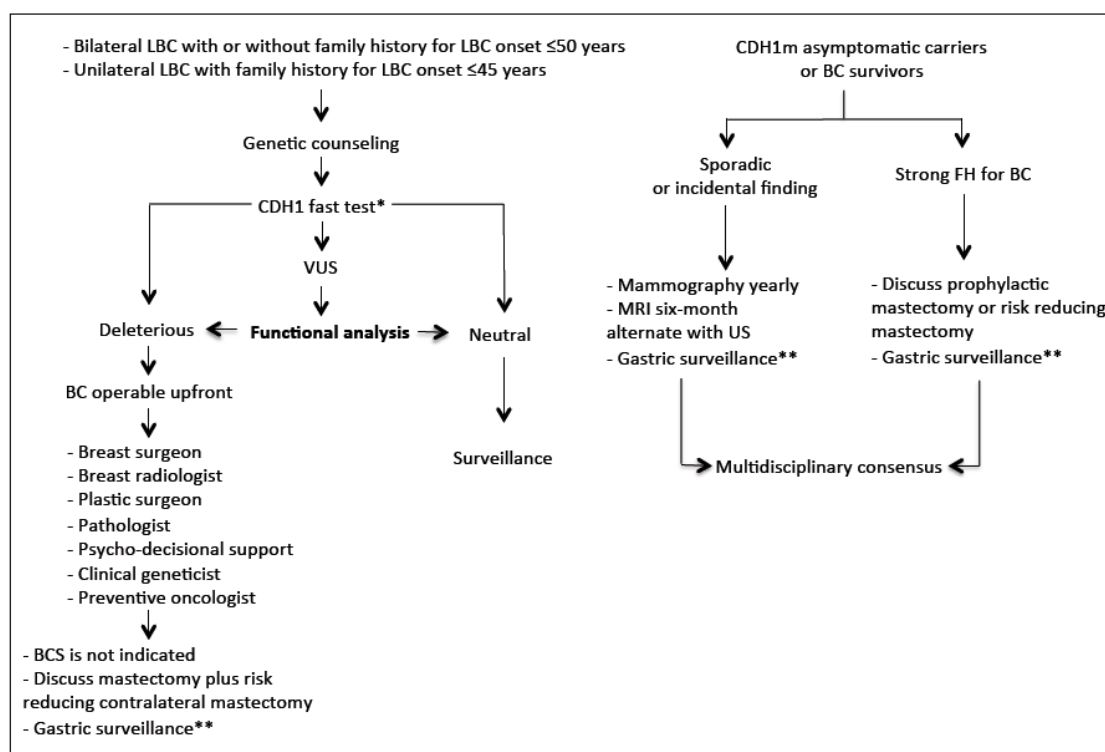 - Bilateral LBC with or without family history for LBC onset ≤50 years
- Unilateral LBC with family history for LBC onset ≤45 years
Genetic counseling
CDH1 fast test*
VUS
Deleterious
Functional analysis
Neutral
BC operable upfront
- Breast surgeon
- Breast radiologist
- Plastic surgeon
- Pathologist
- Psycho-decisional support
- Clinical geneticist
- Preventive oncologist
Surveillance
- BCS is not indicated
- Discuss mastectomy plus risk
reducing contralateral mastectomy
- Gastric surveillance**
CDH1m asymptomatic carriers
or BC survivors
Sporadic
or incidental finding
Strong FH for BC
- Mammography yearly
- MRI six-month
alternate with US
- Gastric surveillance**
- Discuss prophylactic
mastectomy or risk reducing
mastectomy
- Gastric surveillance**
Multidisciplinary consensus